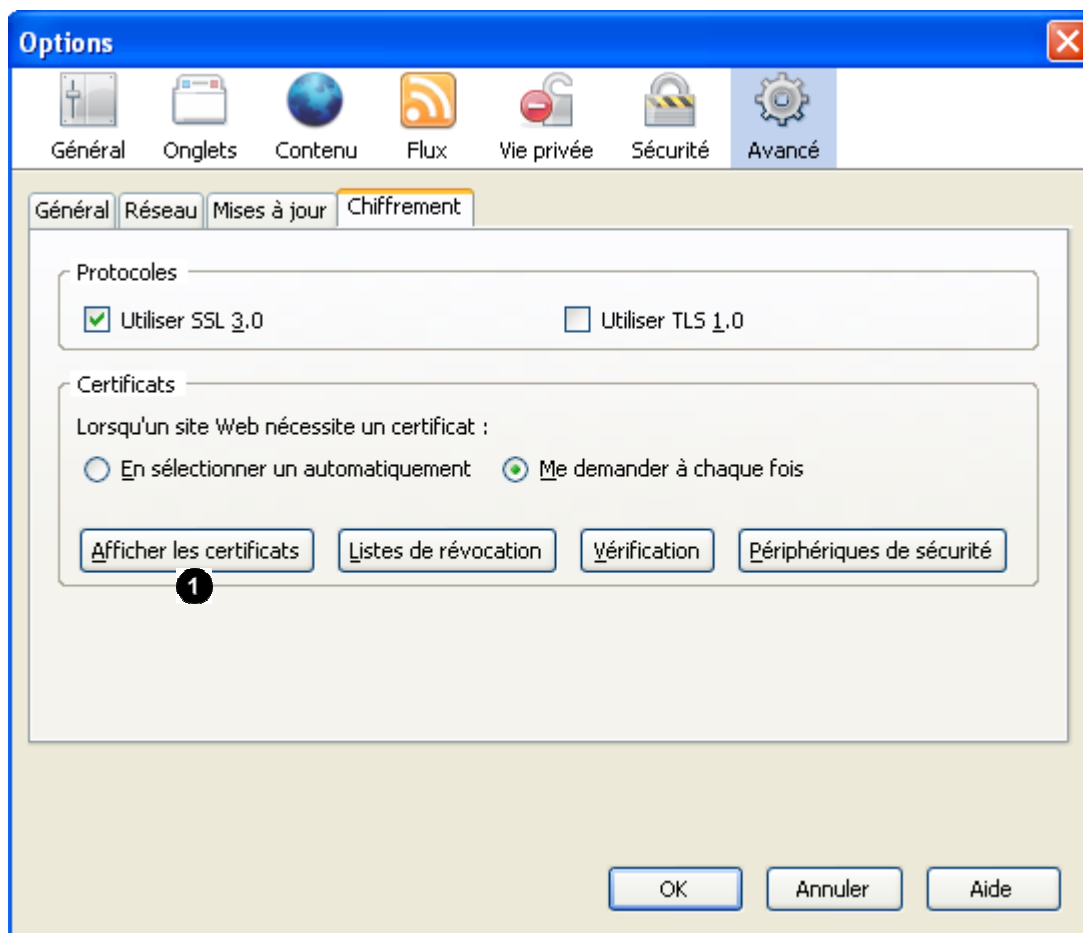 Options
Général Onglets Contenu Flux Vie privée Sécurité Avancé
Général Réseau Mises à jour Chiffrement
Protocoles
Utiliser SSL 3.0 Utiliser TLS 1.0
Certificats
Lorsqu'un site Web nécessite un certificat :
En sélectionner un automatiquement Me demander à chaque fois
Afficher les certificats Listes de révocation Vérification Périphériques de sécurité
1
OK Annuler Aide